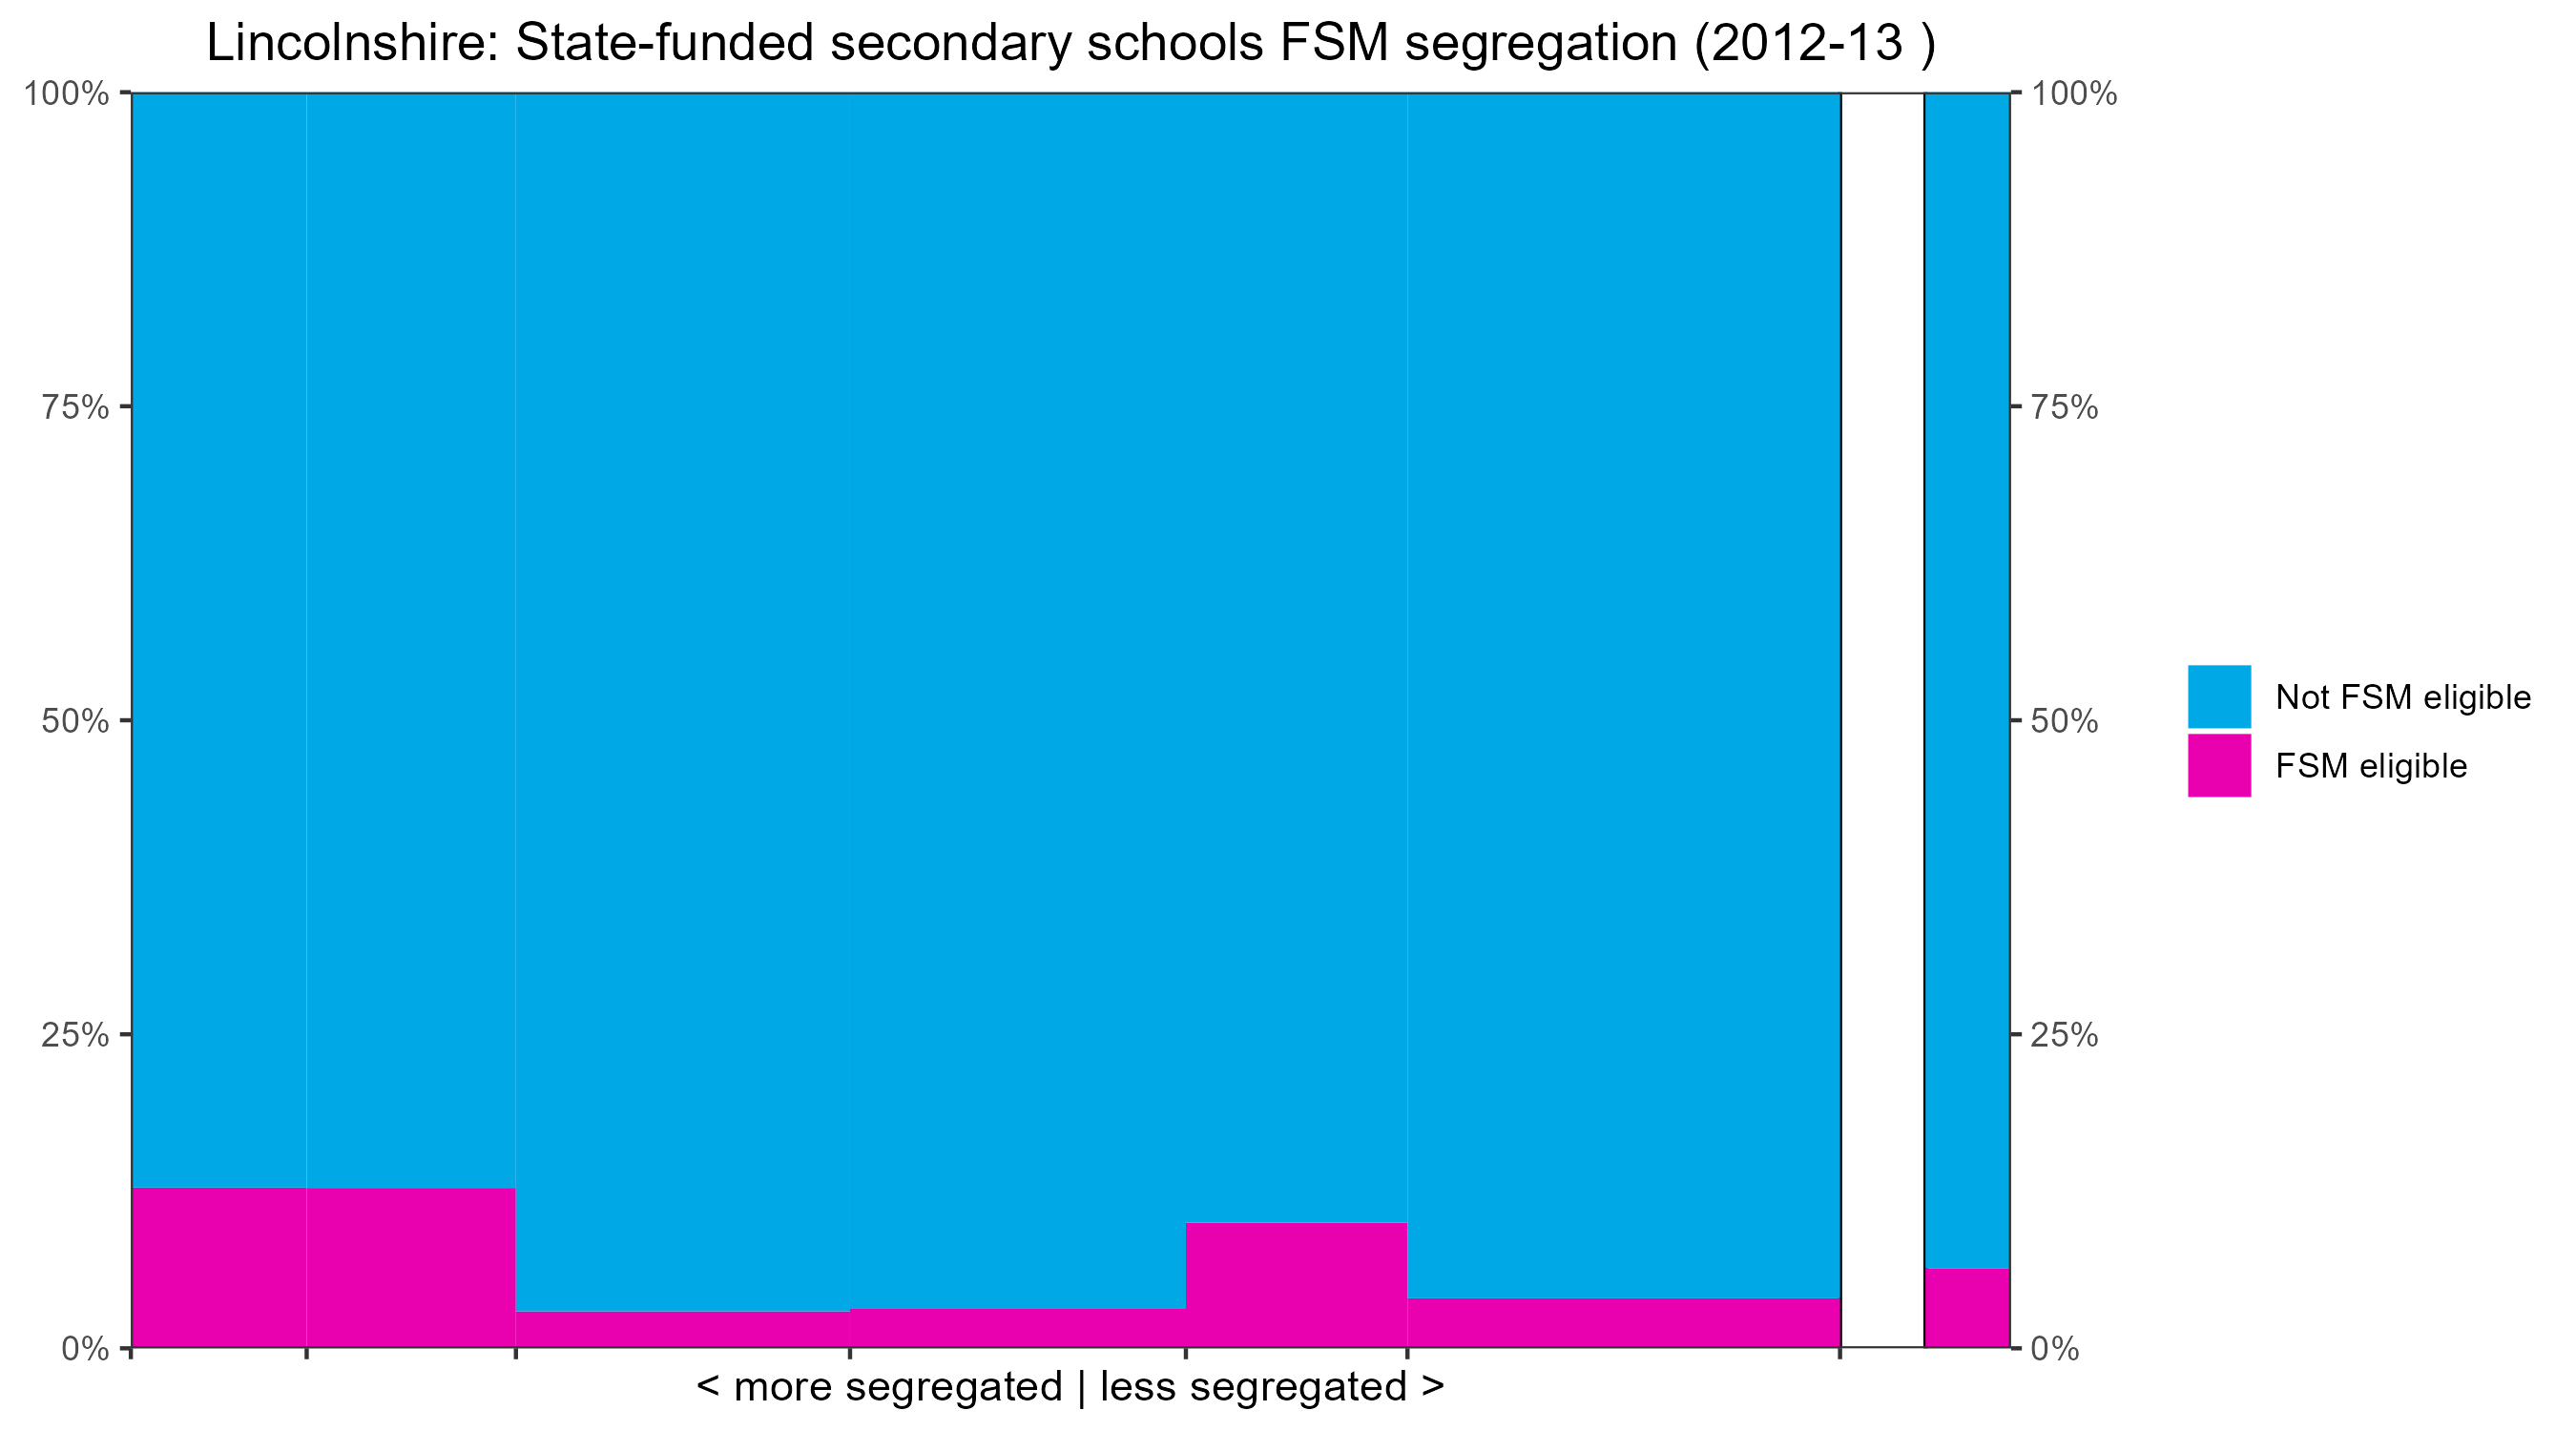 Lincolnshire: State-funded secondary schools FSM segregation (2012-13 )
100%
75%
50%
25%
0%
100%
75%
50%
25%
0%
Not FSM eligible
FSM eligible
< more segregated | less segregated >